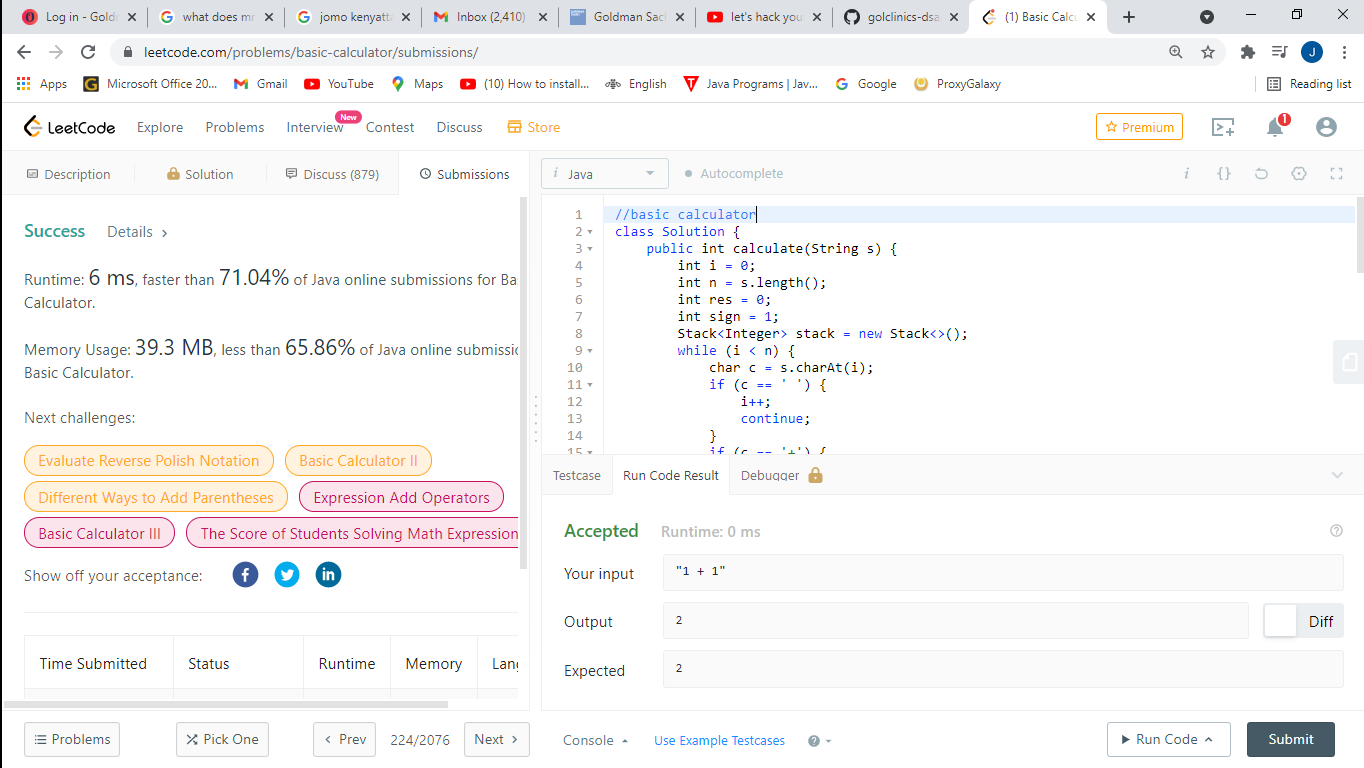 Log in - Goldr
what does mr
jomo kenyatt
Inbox (2,410)
Goldman Sac
let's hack you
golclinics-dsa
(1) Basic Calcu
leetcode.com/problems/basic-calculator/submissions/
J
Apps
Microsoft Office 20...
Gmail
YouTube
Maps
(10) How to install...
English
Java Programs | Jav...
Google
ProxyGalaxy
Reading list
LeetCode
Explore
Problems
Interview
New
Contest
Discuss
Store
Premium
1
Description
Solution
Discuss (879)
Submissions
Success
Details >
Runtime: 6 ms, faster than 71.04% of Java online submissions for Ba
Calculator.
Memory Usage: 39.3 MB, less than 65.86% of Java online submissic
Basic Calculator.
Next challenges:
Evaluate Reverse Polish Notation
Basic Calculator II
Different Ways to Add Parentheses
Expression Add Operators
Basic Calculator III
The Score of Students Solving Math Expression
Show off your acceptance:
Time Submitted
Status
Runtime
Memory
Lang
Problems
Pick One
< Prev
224/2076
Next >
i Java
Autocomplete
i {}
1 //basic calculator
2 class Solution {
3 public int calculate(String s) {
4 int i = 0;
5 int n = s.length();
6 int res = 0;
7 int sign = 1;
8 Stack<Integer> stack = new Stack<>();
9 while (i < n) {
10 char c = s.charAt(i);
11 if (c == ' ') {
12 i++;
13 continue;
14 }
15 if (c == '+') {
Testcase
Run Code Result
Debugger
Accepted
Runtime: 0 ms
Your input
"1 + 1"
Output
2
Diff
Expected
2
Console
Use Example Testcases
Run Code
Submit